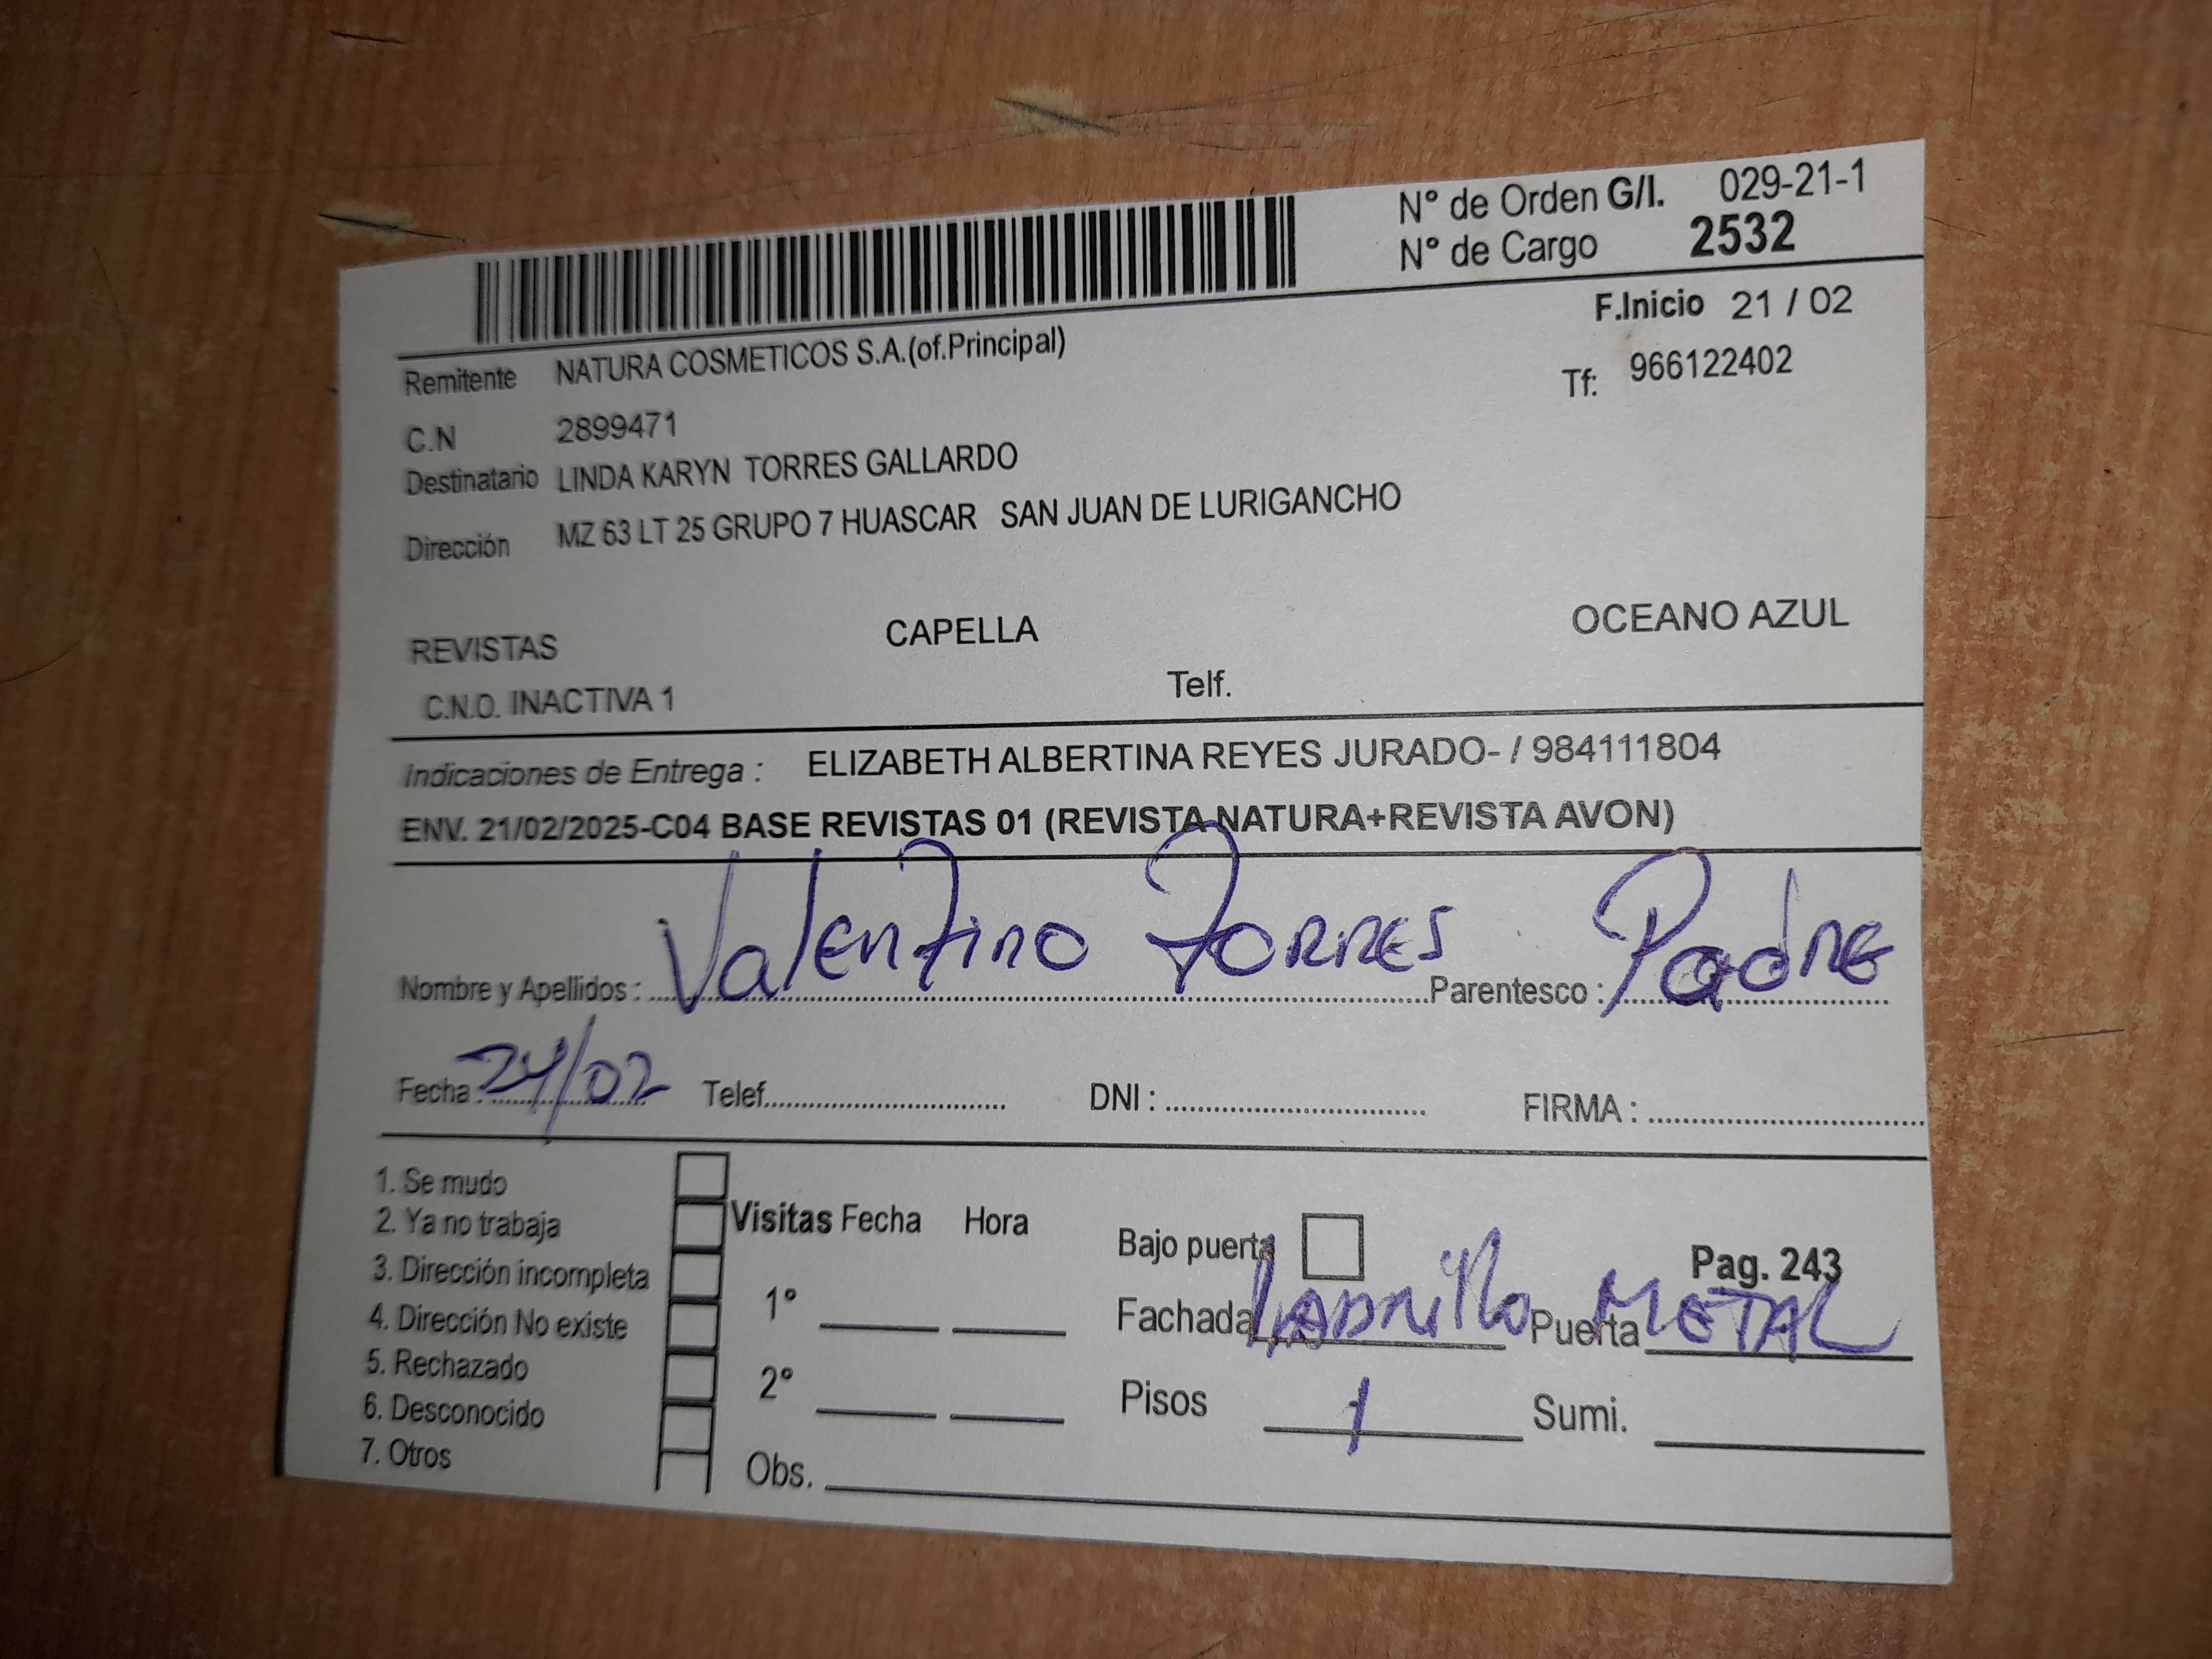 N° de Orden G/I. 029-21-1
N° de Cargo 2532
F.Inicio 21 / 02
Remitente NATURA COSMETICOS S.A.(of.Principal)
Tf: 966122402
C.N 2899471
Destinatario LINDA KARYN TORRES GALLARDO
Dirección MZ 63 LT 25 GRUPO 7 HUASCAR SAN JUAN DE LURIGANCHO
REVISTAS CAPELLA OCEANO AZUL
C.N.O. INACTIVA 1 Telf.
Indicaciones de Entrega : ELIZABETH ALBERTINA REYES JURADO- / 984111804
ENV. 21/02/2025-C04 BASE REVISTAS 01 (REVISTA NATURA+REVISTA AVON)
Nombre y Apellidos : Valentino TORRES Parentesco : Padre
Fecha : 24/02 Telef. DNI : FIRMA :
1. Se mudo
2. Ya no trabaja
3. Dirección incompleta
4. Dirección No existe
5. Rechazado
6. Desconocido
7. Otros
Visitas Fecha Hora
1°
2°
Obs.
Bajo puerta Pag. 243
Fachada LADRILLO Puerta METAL
Pisos 1 Sumi.